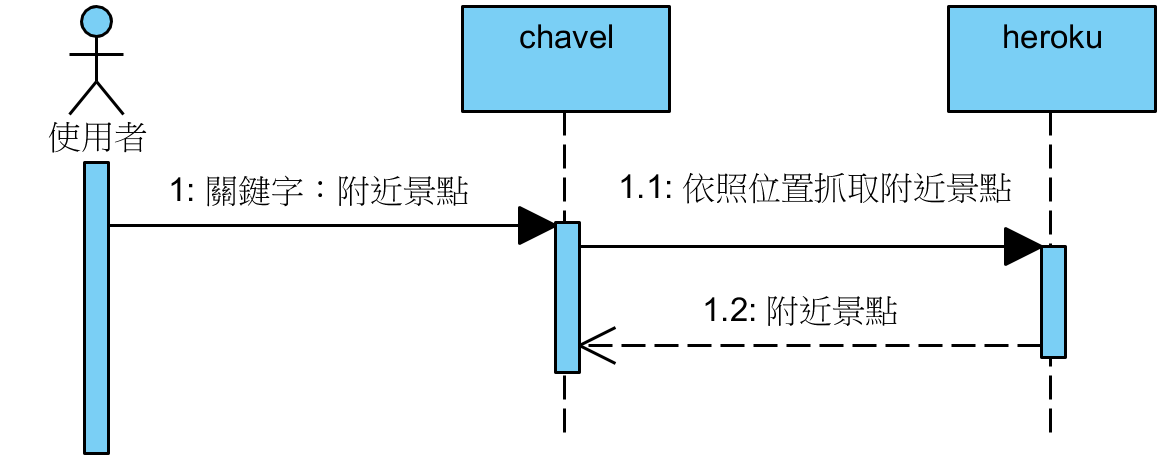 chavel
heroku
使用者
1: 關鍵字：附近景點
1.1: 依照位置抓取附近景點
1.2: 附近景點